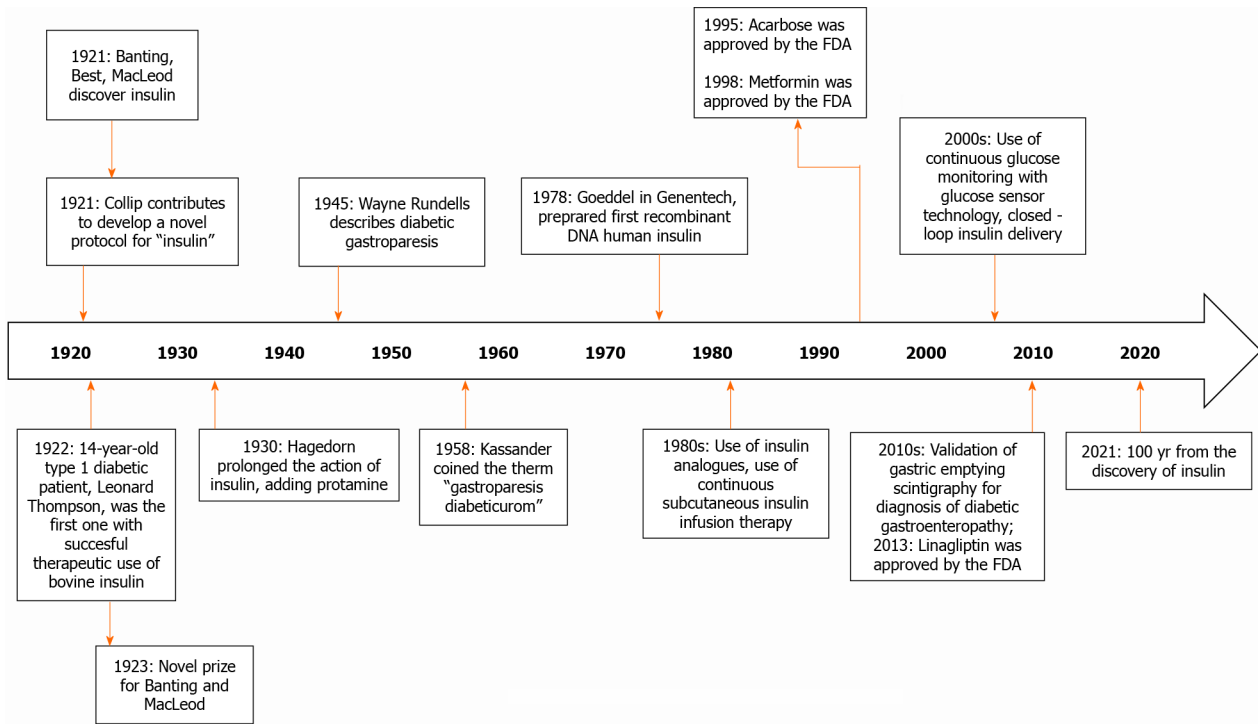 1921: Banting,
Best, MacLeod
discover insulin
1921: Collip contributes
to develop a novel
protocol for “insulin”
1945: Wayne Rundells
describes diabetic
gastroparesis
1978: Goeddel in Genentech,
preprared first recombinant
DNA human insulin
1995: Acarbose was
approved by the FDA
1998: Metformin was
approved by the FDA
2000s: Use of
continuous glucose
monitoring with
glucose sensor
technology, closed -
loop insulin delivery
1920 1930 1940 1950 1960 1970 1980 1990 2000 2010 2020
1922: 14-year-old
type 1 diabetic
patient, Leonard
Thompson, was the
first one with
succesful
therapeutic use of
bovine insulin
1923: Novel prize
for Banting and
MacLeod
1930: Hagedorn
prolonged the action of
insulin, adding protamine
1958: Kassander
coined the therm
“gastroparesis
diabeticurom”
1980s: Use of insulin
analogues, use of
continuous
subcutaneous insulin
infusion therapy
2010s: Validation of
gastric emptying
scintigraphy for
diagnosis of diabetic
gastroenteropathy;
2013: Linagliptin was
approved by the FDA
2021: 100 yr from the
discovery of insulin